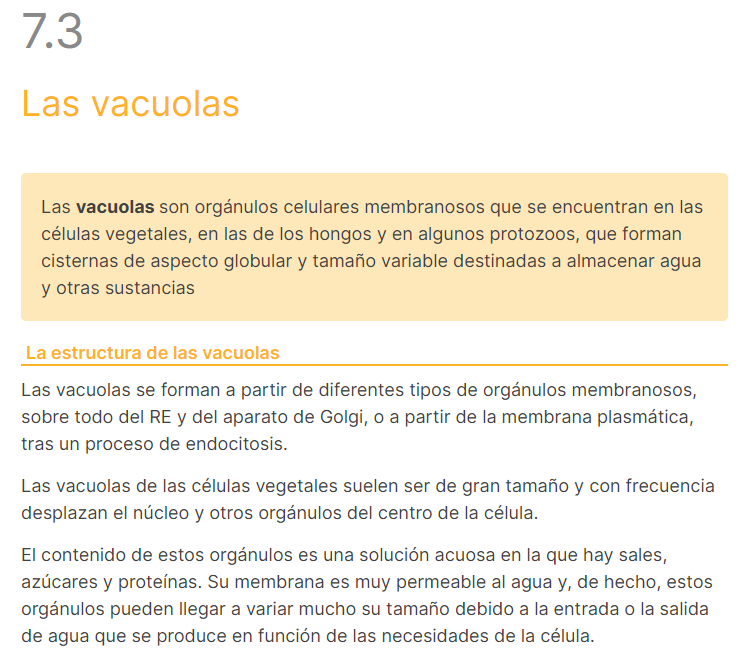 7.3
Las vacuolas
Las vacuolas son orgánulos celulares membranosos que se encuentran en las
células vegetales, en las de los hongos y en algunos protozoos, que forman
cisternas de aspecto globular y tamaño variable destinadas a almacenar agua
y otras sustancias
La estructura de las vacuolas
Las vacuolas se forman a partir de diferentes tipos de orgánulos membranosos,
sobre todo del RE y del aparato de Golgi, o a partir de la membrana plasmática,
tras un proceso de endocitosis.
Las vacuolas de las células vegetales suelen ser de gran tamaño y con frecuencia
desplazan el núcleo y otros orgánulos del centro de la célula.
El contenido de estos orgánulos es una solución acuosa en la que hay sales,
azúcares y proteínas. Su membrana es muy permeable al agua y, de hecho, estos
orgánulos pueden llegar a variar mucho su tamaño debido a la entrada o la salida
de agua que se produce en función de las necesidades de la célula.